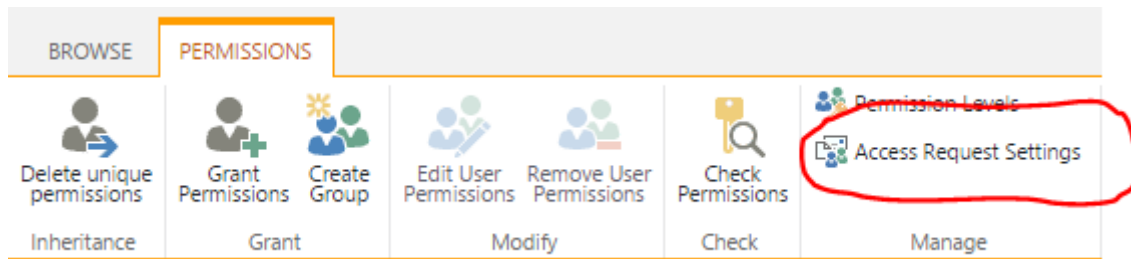 BROWSE
PERMISSIONS
Delete unique
permissions
Inheritance
Grant
Permissions
Create
Group
Grant
Edit User
Permissions
Remove User
Permissions
Modify
Check
Permissions
Check
Permission Levels
Access Request Settings
Manage